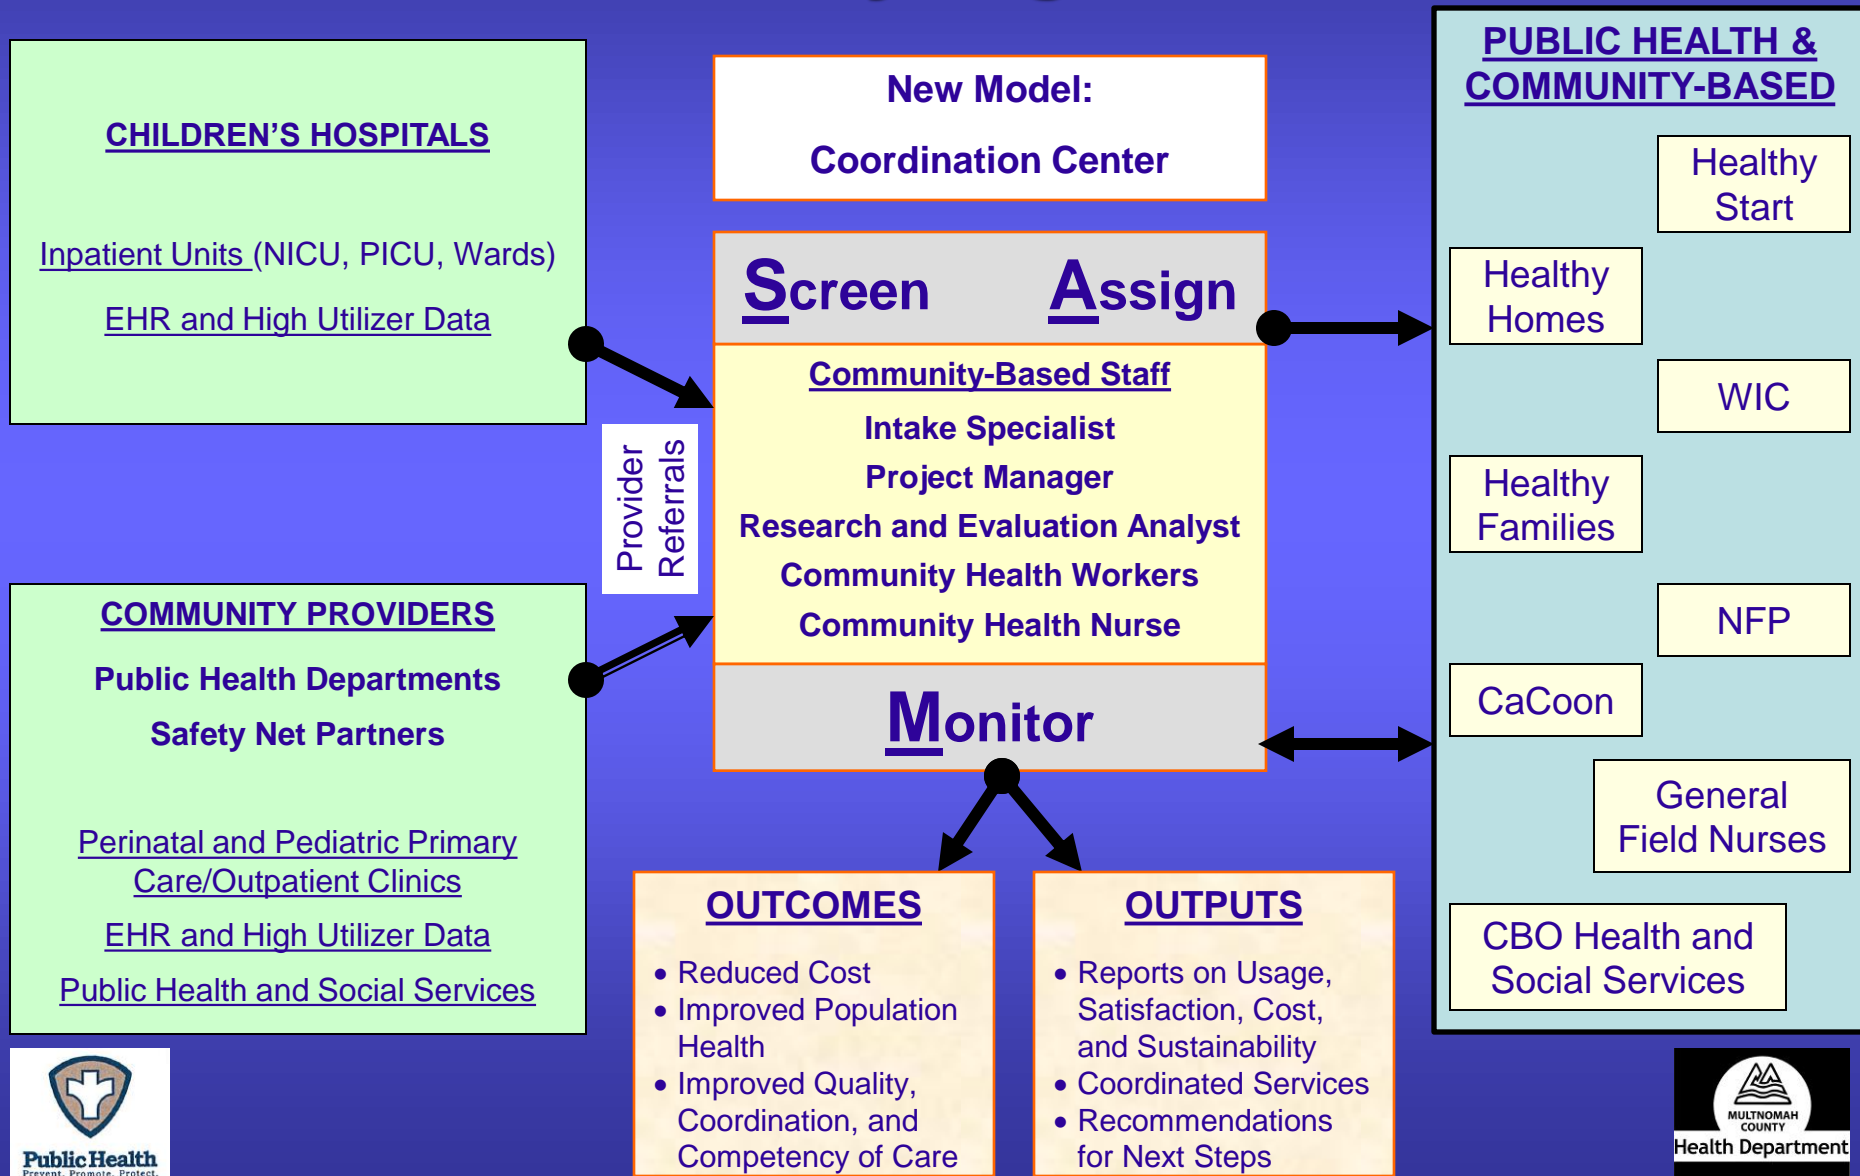 CHILDREN'S HOSPITALS
Inpatient Units (NICU, PICU, Wards)
EHR and High Utilizer Data
COMMUNITY PROVIDERS
Public Health Departments
Safety Net Partners
Perinatal and Pediatric Primary
Care/Outpatient Clinics
EHR and High Utilizer Data
Public Health and Social Services
Provider
Referrals
New Model:
Coordination Center
Screen Assign
Community-Based Staff
Intake Specialist
Project Manager
Research and Evaluation Analyst
Community Health Workers
Community Health Nurse
Monitor
OUTCOMES
• Reduced Cost
• Improved Population
Health
• Improved Quality,
Coordination, and
Competency of Care
OUTPUTS
• Reports on Usage,
Satisfaction, Cost,
and Sustainability
• Coordinated Services
• Recommendations
for Next Steps
PUBLIC HEALTH &
COMMUNITY-BASED
Healthy
Start
Healthy
Homes
WIC
Healthy
Families
NFP
CaCoon
General
Field Nurses
CBO Health and
Social Services
Public Health
Prevent. Promote. Protect.
MULTNOMAH
COUNTY
Health Department